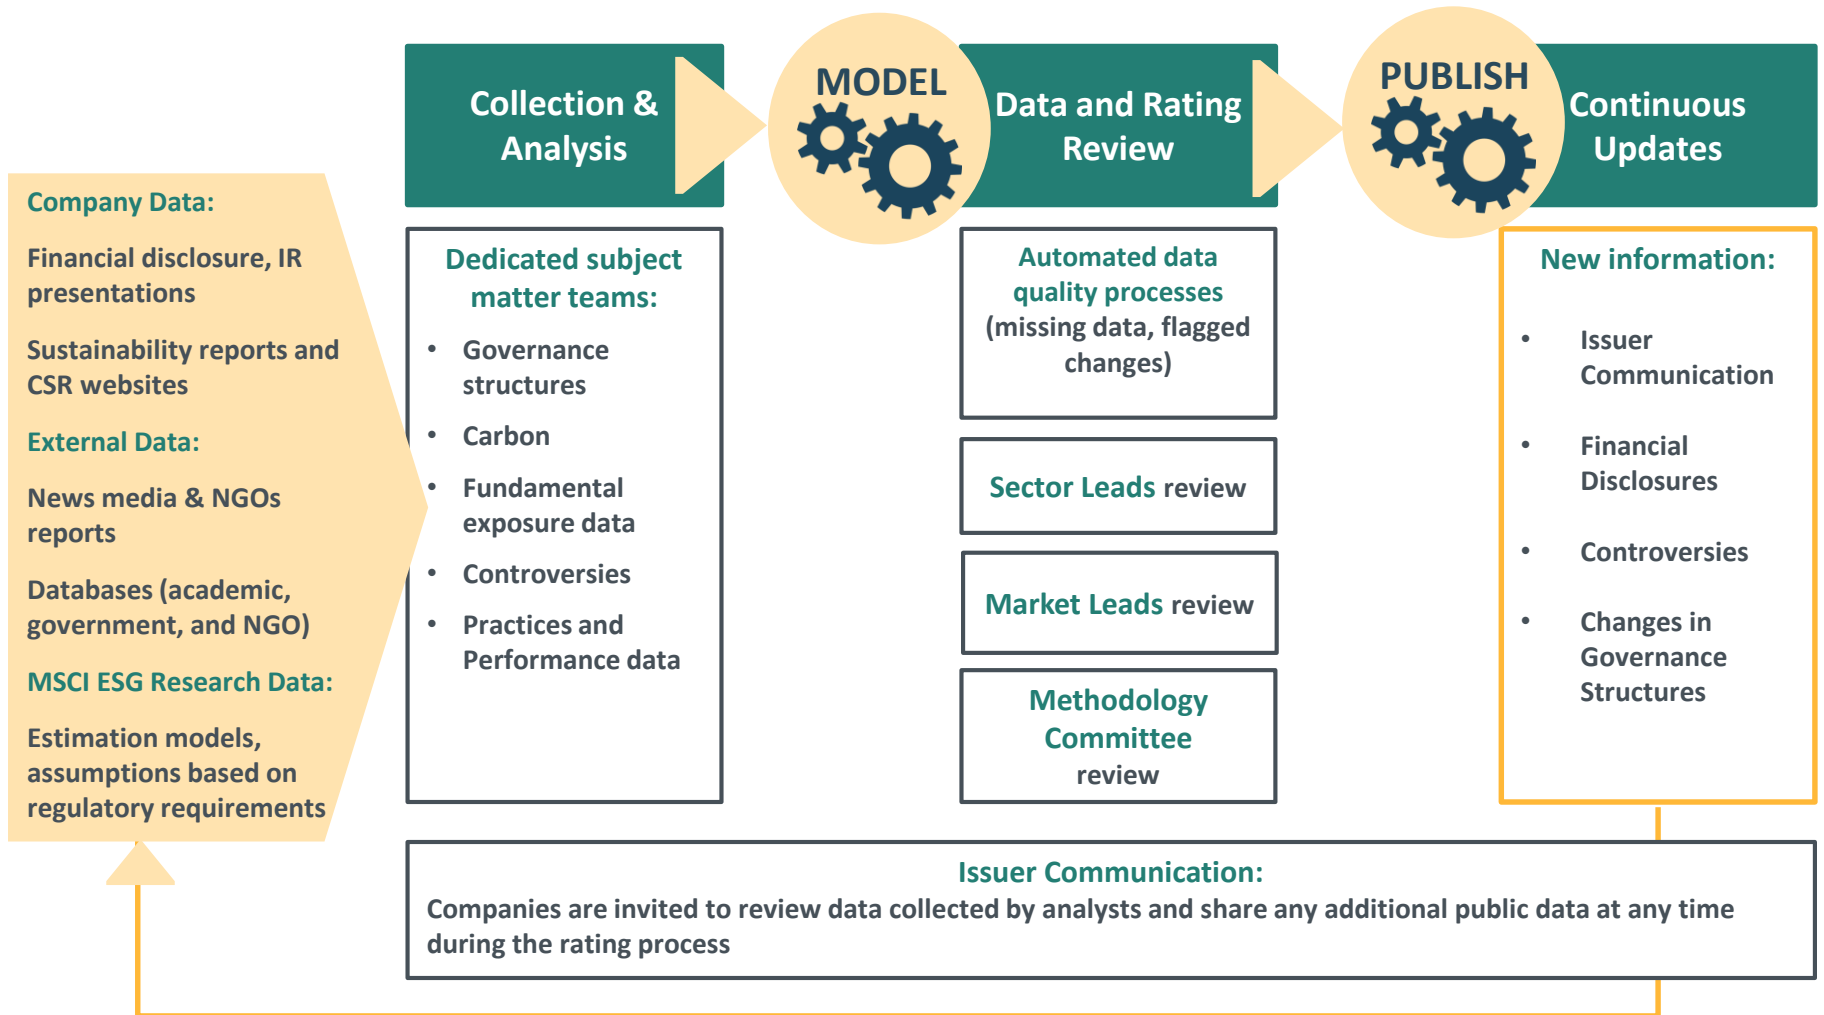 Company Data:
Financial disclosure, IR
presentations
Sustainability reports and
CSR websites
External Data:
News media & NGOs
reports
Databases (academic,
government, and NGO)
MSCI ESG Research Data:
Estimation models,
assumptions based on
regulatory requirements
Collection &
Analysis
Dedicated subject
matter teams:
• Governance
structures
• Carbon
• Fundamental
exposure data
• Controversies
• Practices and
Performance data
MODEL
Data and Rating
Review
Automated data
quality processes
(missing data, flagged
changes)
Sector Leads review
Market Leads review
Methodology
Committee
review
PUBLISH
Continuous
Updates
New information:
• Issuer
Communication
• Financial
Disclosures
• Controversies
• Changes in
Governance
Structures
Issuer Communication:
Companies are invited to review data collected by analysts and share any additional public data at any time
during the rating process